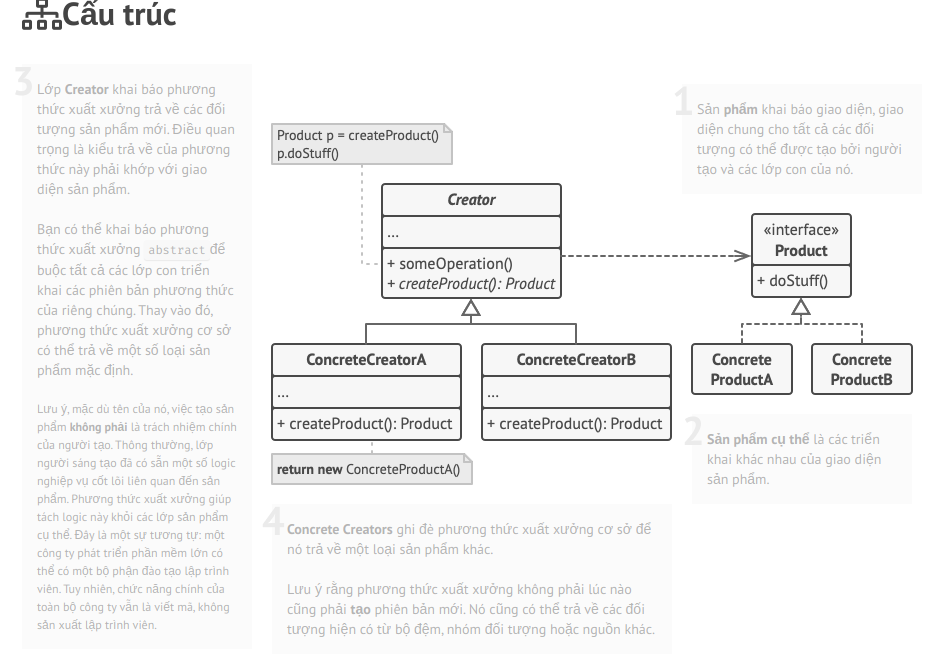 Cấu trúc
3
Lớp Creator khai báo phương
thức xuất xưởng trả về các đối
tượng sản phẩm mới. Điều quan
trọng là kiểu trả về của phương
thức này phải khớp với giao
diện sản phẩm.
Bạn có thể khai báo phương
thức xuất xưởng abstract để
buộc tất cả các lớp con triển
khai các phiên bản phương thức
của riêng chúng. Thay vào đó,
phương thức xuất xưởng cơ sở
có thể trả về một số loại sản
phẩm mặc định.
Lưu ý, mặc dù tên của nó, việc tạo sản
phẩm không phải là trách nhiệm chính
của người tạo. Thông thường, lớp
người sáng tạo đã có sẵn một số logic
nghiệp vụ cốt lõi liên quan đến sản
phẩm. Phương thức xuất xưởng giúp
tách logic này khỏi các lớp sản phẩm
cụ thể. Đây là một sự tương tự: một
công ty phát triển phần mềm lớn có
thể có một bộ phận đào tạo lập trình
viên. Tuy nhiên, chức năng chính của
toàn bộ công ty vẫn là viết mã, không
sản xuất lập trình viên.
Product p = createProduct()
p.doStuff()
Creator
...
+ someOperation()
+ createProduct(): Product
ConcreteCreatorA
...
+ createProduct(): Product
ConcreteCreatorB
...
+ createProduct(): Product
return new ConcreteProductA()
1
Sản phẩm khai báo giao diện, giao
diện chung cho tất cả các đối
tượng có thể được tạo bởi người
tạo và các lớp con của nó.
«interface»
Product
+ doStuff()
Concrete
ProductA
Concrete
ProductB
2
Sản phẩm cụ thể là các triển
khai khác nhau của giao diện
sản phẩm.
4
Concrete Creators ghi đè phương thức xuất xưởng cơ sở để
nó trả về một loại sản phẩm khác.
Lưu ý rằng phương thức xuất xưởng không phải lúc nào
cũng phải tạo phiên bản mới. Nó cũng có thể trả về các đối
tượng hiện có từ bộ đệm, nhóm đối tượng hoặc nguồn khác.